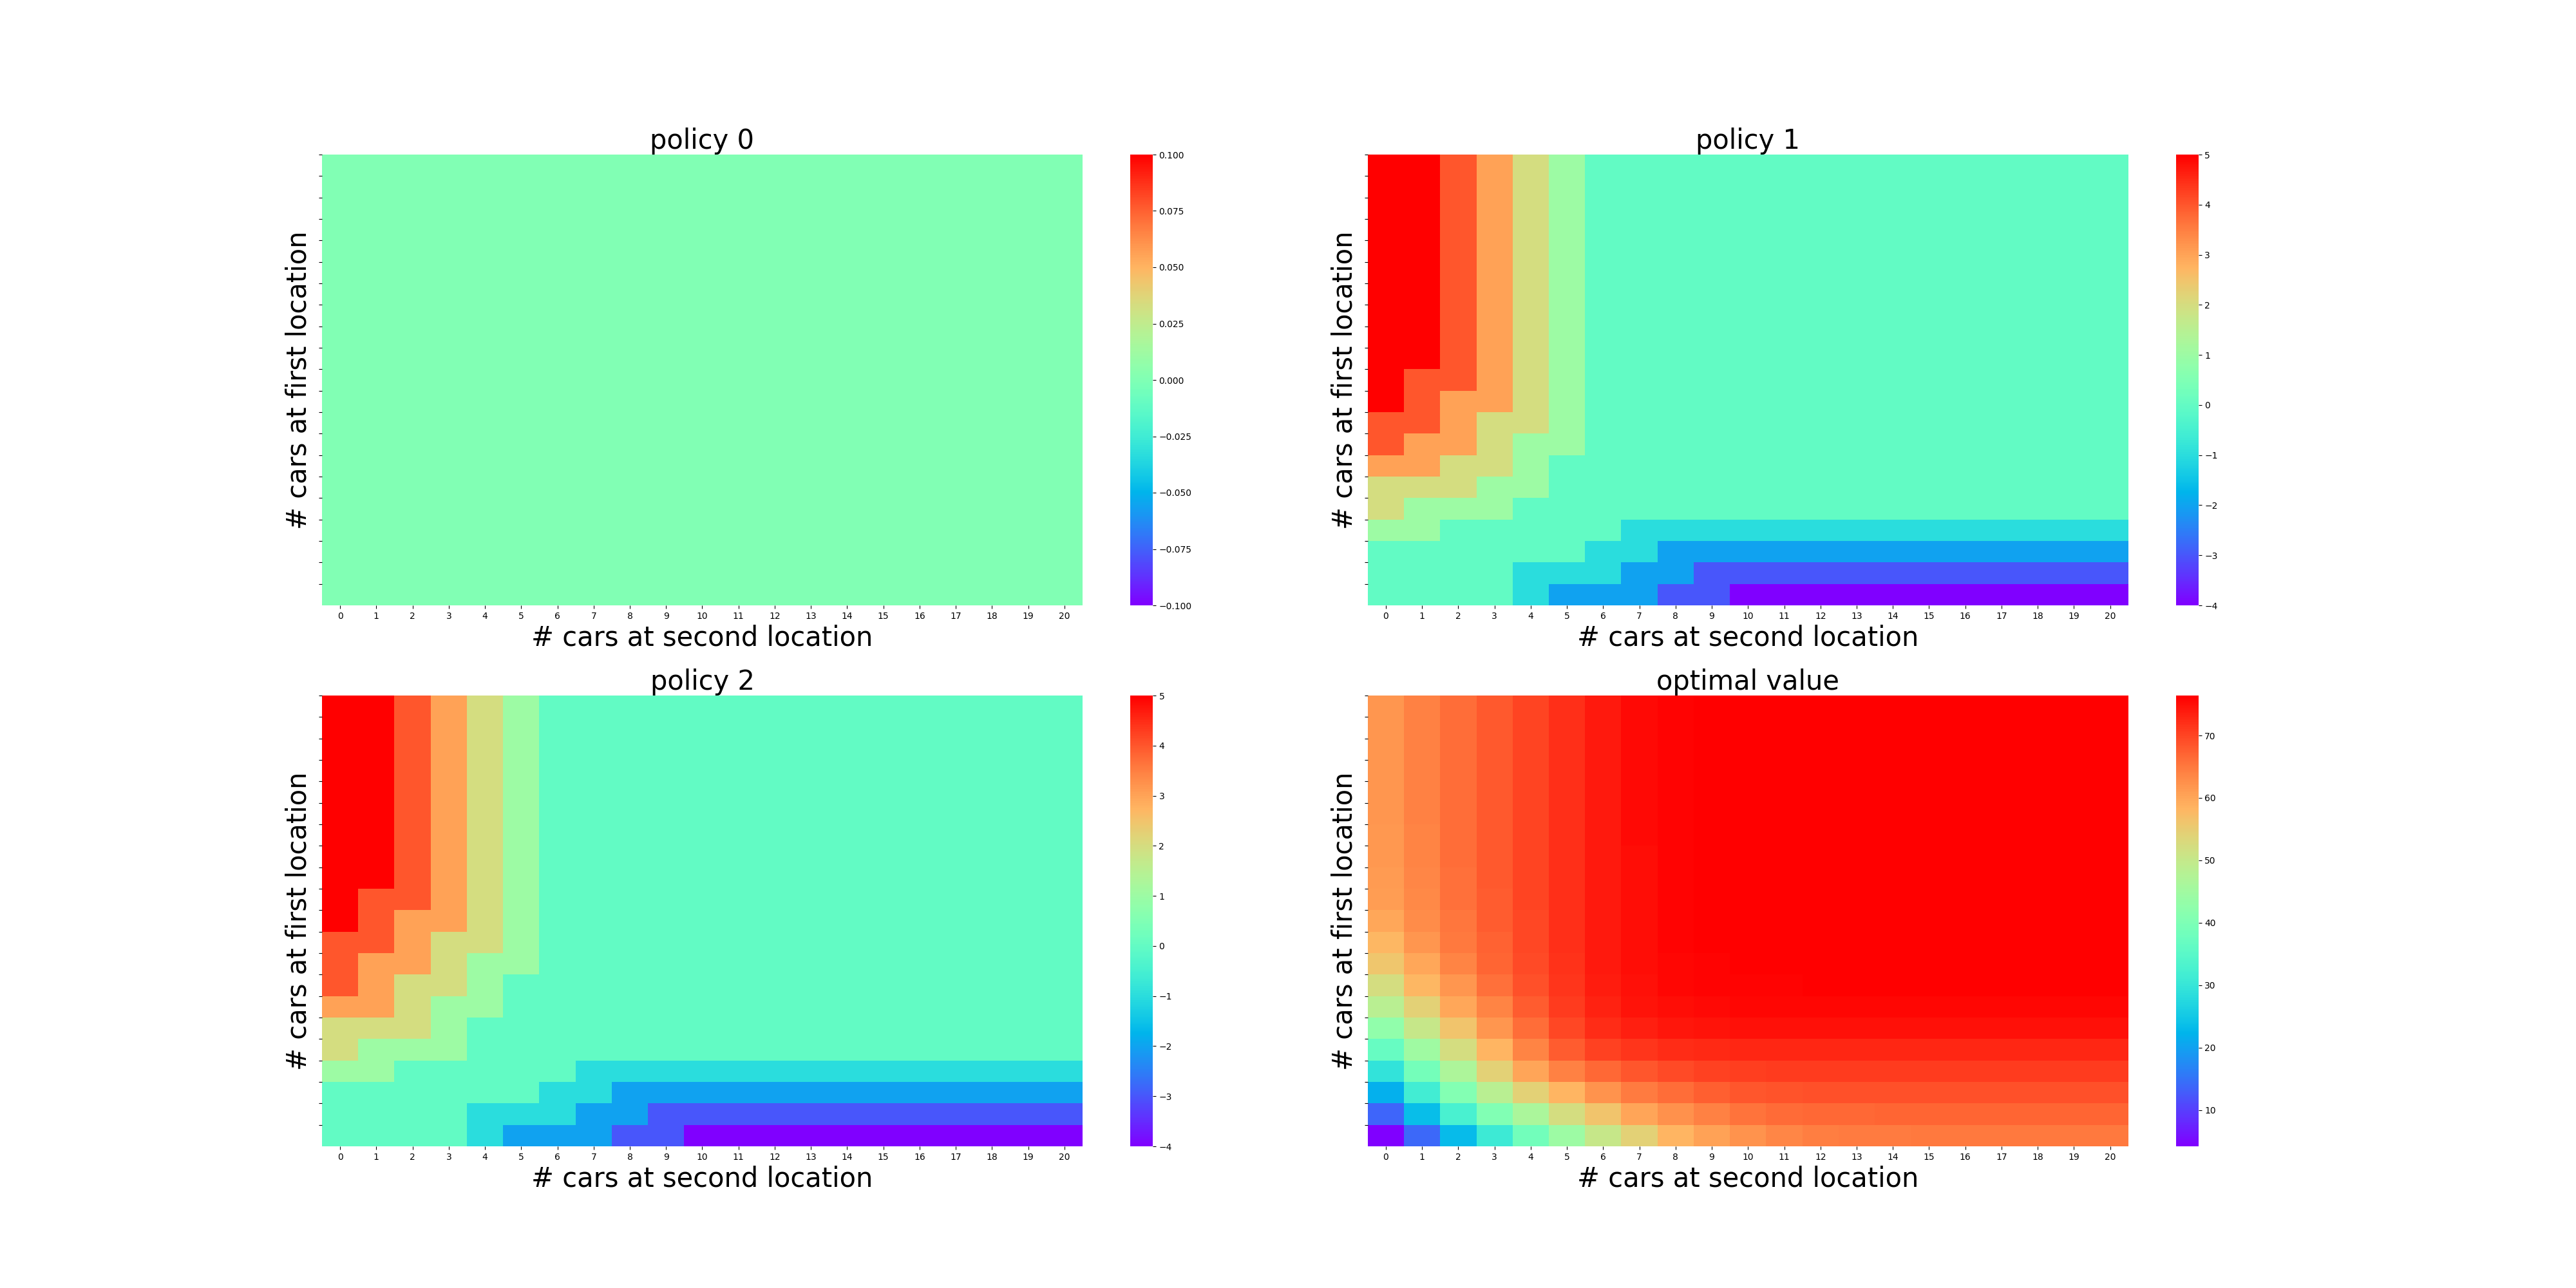 policy 0
# cars at first location
0.100
0.075
0.050
0.025
0.000
−0.025
−0.050
−0.075
−0.100
0 1 2 3 4 5 6 7 8 9 10 11 12 13 14 15 16 17 18 19 20
# cars at second location
policy 1
# cars at first location
5
4
3
2
1
0
−1
−2
−3
−4
0 1 2 3 4 5 6 7 8 9 10 11 12 13 14 15 16 17 18 19 20
# cars at second location
policy 2
# cars at first location
5
4
3
2
1
0
−1
−2
−3
−4
0 1 2 3 4 5 6 7 8 9 10 11 12 13 14 15 16 17 18 19 20
# cars at second location
optimal value
# cars at first location
70
60
50
40
30
20
10
0 1 2 3 4 5 6 7 8 9 10 11 12 13 14 15 16 17 18 19 20
# cars at second location